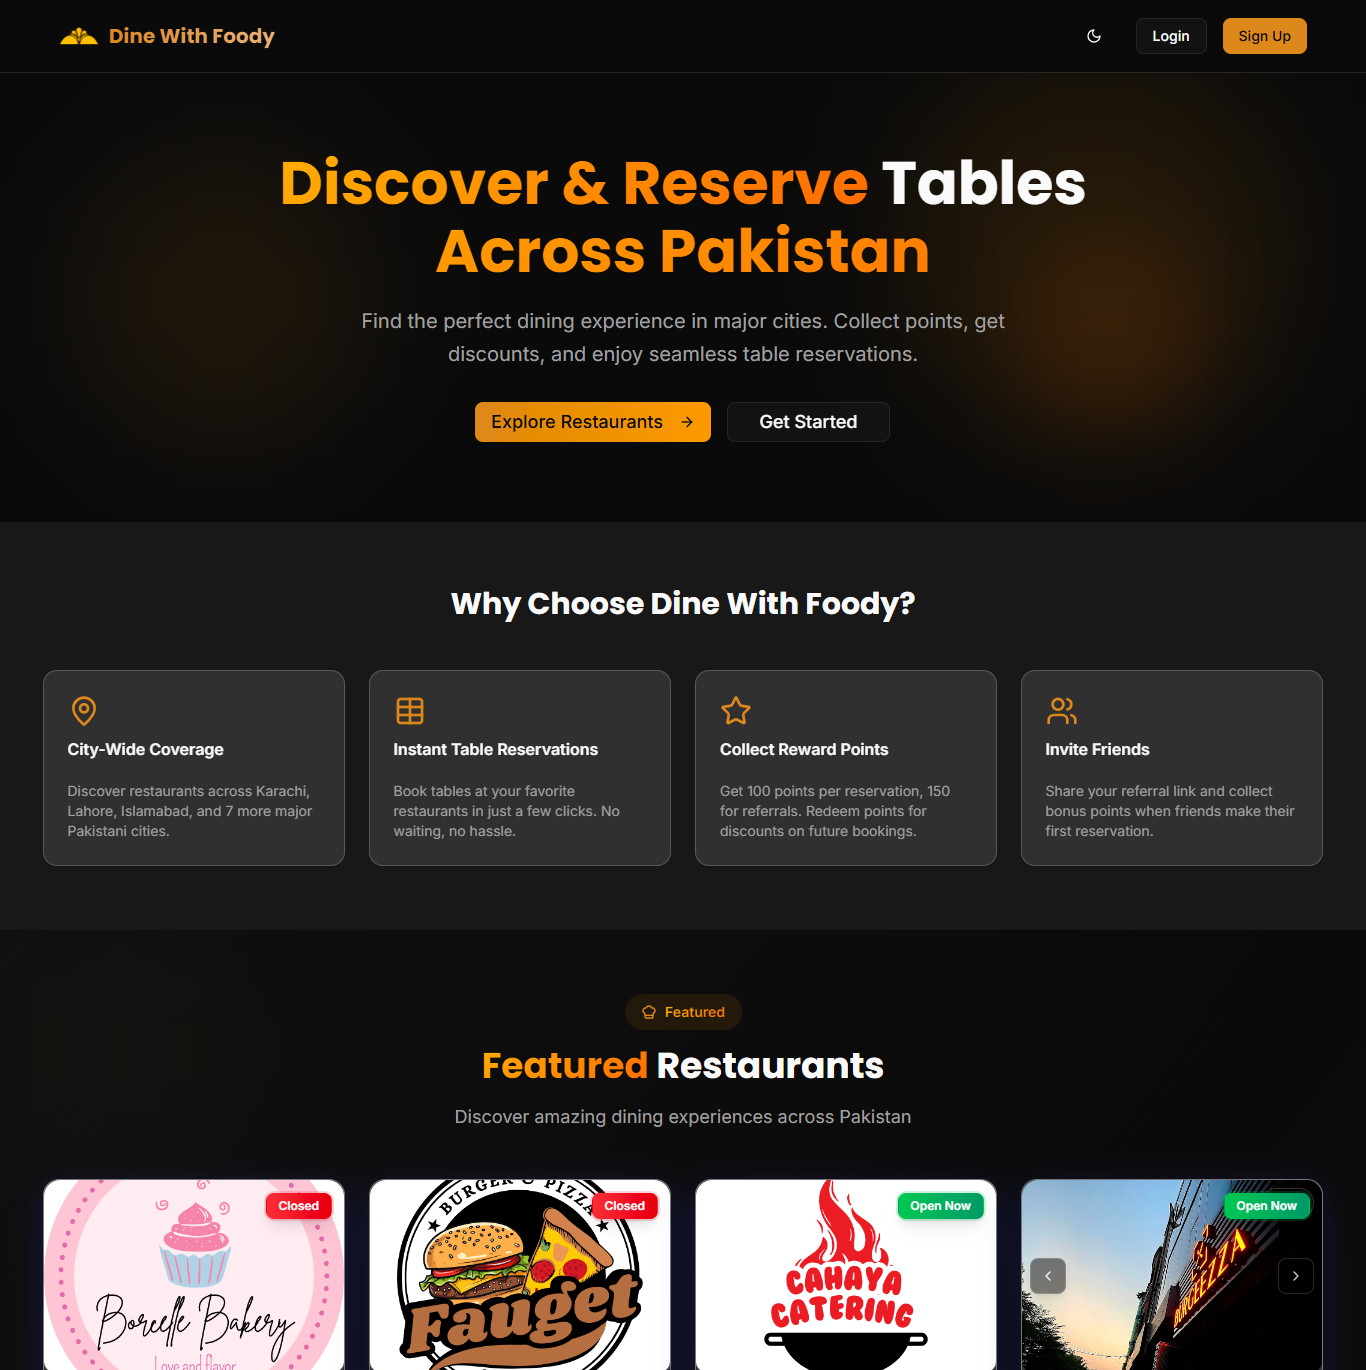 Dine With Foody
Login
Sign Up
Discover & Reserve Tables
Across Pakistan
Find the perfect dining experience in major cities. Collect points, get
discounts, and enjoy seamless table reservations.
Explore Restaurants
Get Started
Why Choose Dine With Foody?
City-Wide Coverage
Discover restaurants across Karachi,
Lahore, Islamabad, and 7 more major
Pakistani cities.
Instant Table Reservations
Book tables at your favorite
restaurants in just a few clicks. No
waiting, no hassle.
Collect Reward Points
Get 100 points per reservation, 150
for referrals. Redeem points for
discounts on future bookings.
Invite Friends
Share your referral link and collect
bonus points when friends make their
first reservation.
Featured
Featured Restaurants
Discover amazing dining experiences across Pakistan
Closed
Borcelle Bakery
Love and flavor
Closed
BURGER & PIZZA
Fauget
Open Now
CAHAYA
CATERING
Open Now